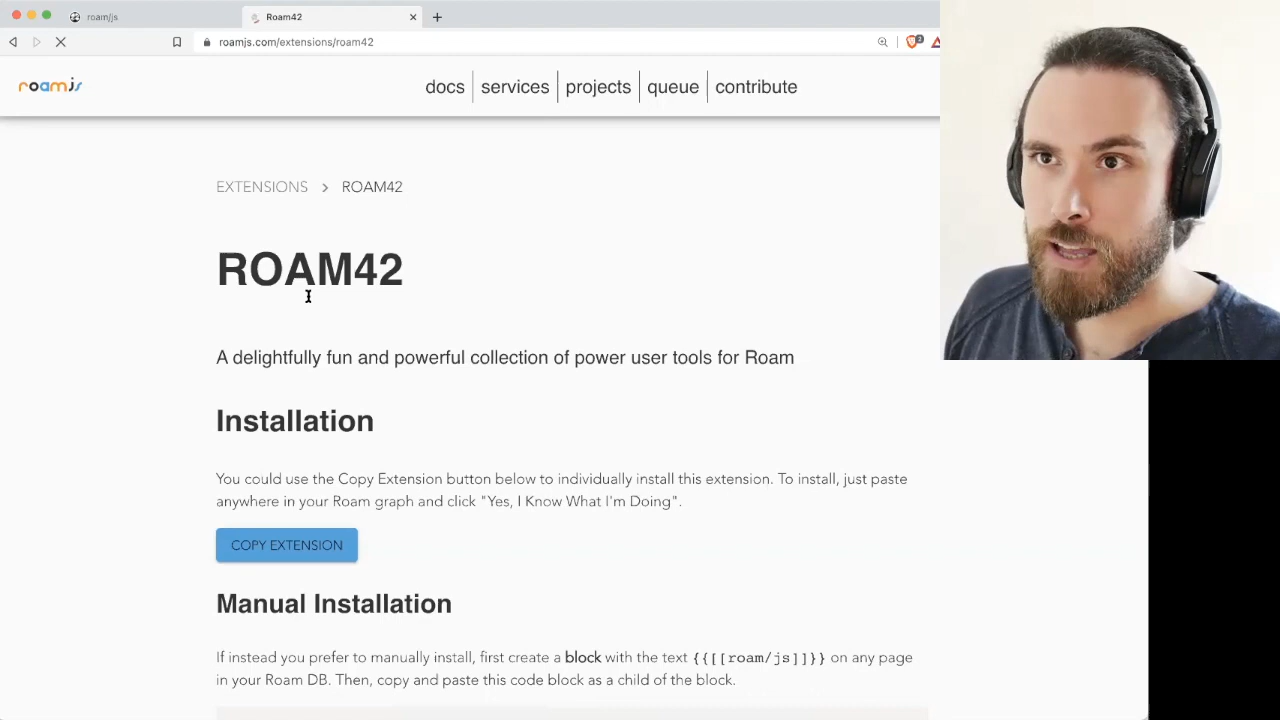 roam/js
Roam42
roamjs.com/extensions/roam42
2
roamjs
docs
services
projects
queue
contribute
EXTENSIONS > ROAM42
ROAM42
A delightfully fun and powerful collection of power user tools for Roam
Installation
You could use the Copy Extension button below to individually install this extension. To install, just paste
anywhere in your Roam graph and click "Yes, I Know What I'm Doing".
COPY EXTENSION
Manual Installation
If instead you prefer to manually install, first create a block with the text {{[[roam/js]]}} on any page
in your Roam DB. Then, copy and paste this code block as a child of the block.